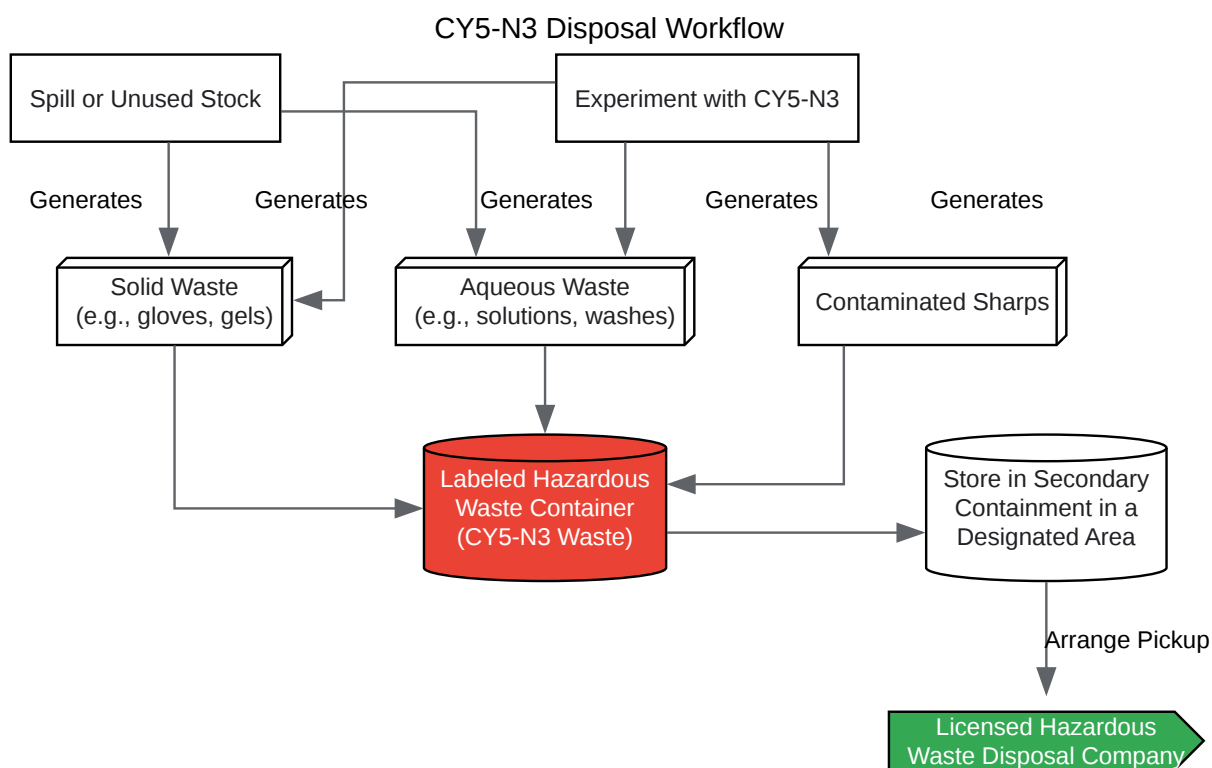 CY5-N3 Disposal Workflow
Spill or Unused Stock
Experiment with CY5-N3
Generates
Generates
Generates
Generates
Generates
Solid Waste
(e.g., gloves, gels)
Aqueous Waste
(e.g., solutions, washes)
Contaminated Sharps
Labeled Hazardous
Waste Container
(CY5-N3 Waste)
Store in Secondary
Containment in a
Designated Area
Arrange Pickup
Licensed Hazardous
Waste Disposal Company